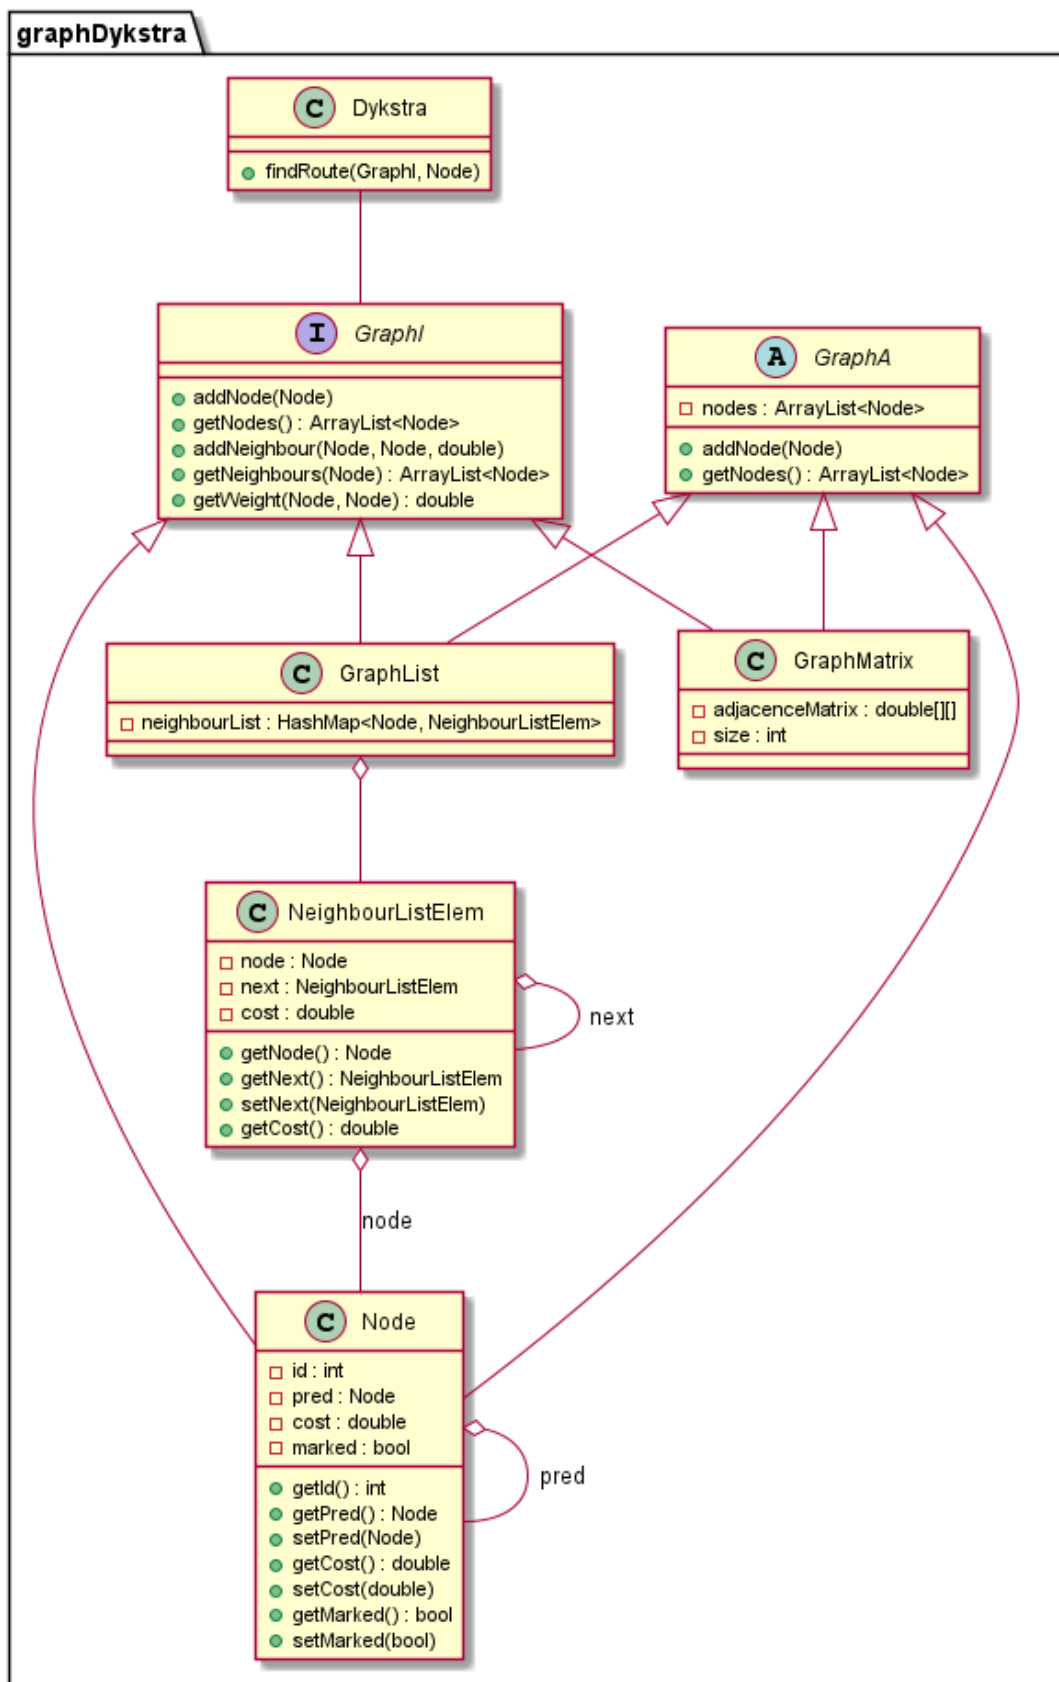 graphDykstra
C Dykstra
findRoute(GraphI, Node)
I GraphI
addNode(Node)
getNodes() : ArrayList<Node>
addNeighbour(Node, Node, double)
getNeighbours(Node) : ArrayList<Node>
getWeight(Node, Node) : double
A GraphA
nodes : ArrayList<Node>
addNode(Node)
getNodes() : ArrayList<Node>
C GraphList
neighbourList : HashMap<Node, NeighbourListElem>
C GraphMatrix
adjacenceMatrix : double[][]
size : int
C NeighbourListElem
node : Node
next : NeighbourListElem
cost : double
getNode() : Node
getNext() : NeighbourListElem
setNext(NeighbourListElem)
getCost() : double
next
node
C Node
id : int
pred : Node
cost : double
marked : bool
getId() : int
getPred() : Node
setPred(Node)
getCost() : double
setCost(double)
getMarked() : bool
setMarked(bool)
pred